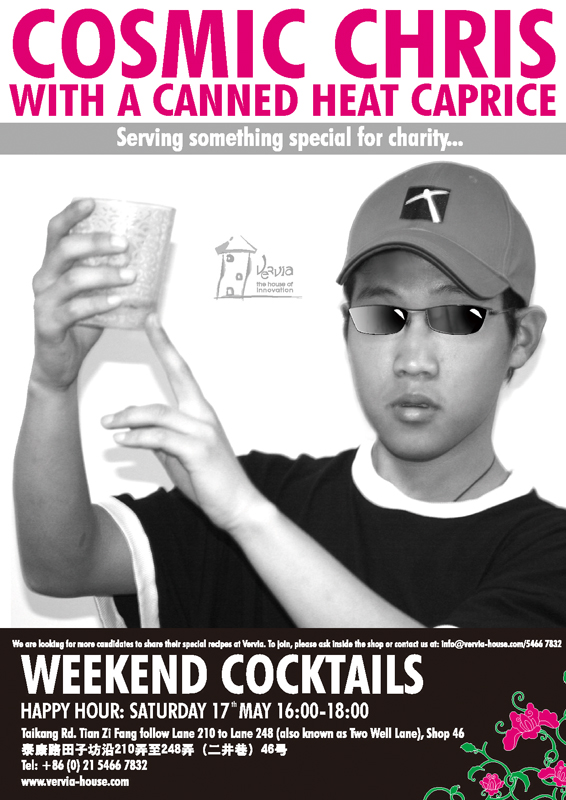 COSMIC CHRIS
WITH A CANNED HEAT CAPRICE
Serving something special for charity...
Vervia
the house of
innovation
We are looking for more candidates to share their special recipes at Vervia. To join, please ask inside the shop or contact us at: info@vervia-house.com/5466 7832
WEEKEND COCKTAILS
HAPPY HOUR: SATURDAY 17th MAY 16:00-18:00
Taikang Rd. Tian Zi Fang follow Lane 210 to Lane 248 (also known as Two Well Lane), Shop 46
泰康路田子坊沿210弄至248弄 (二井巷) 46号
Tel: +86 (0) 21 5466 7832
www.vervia-house.com